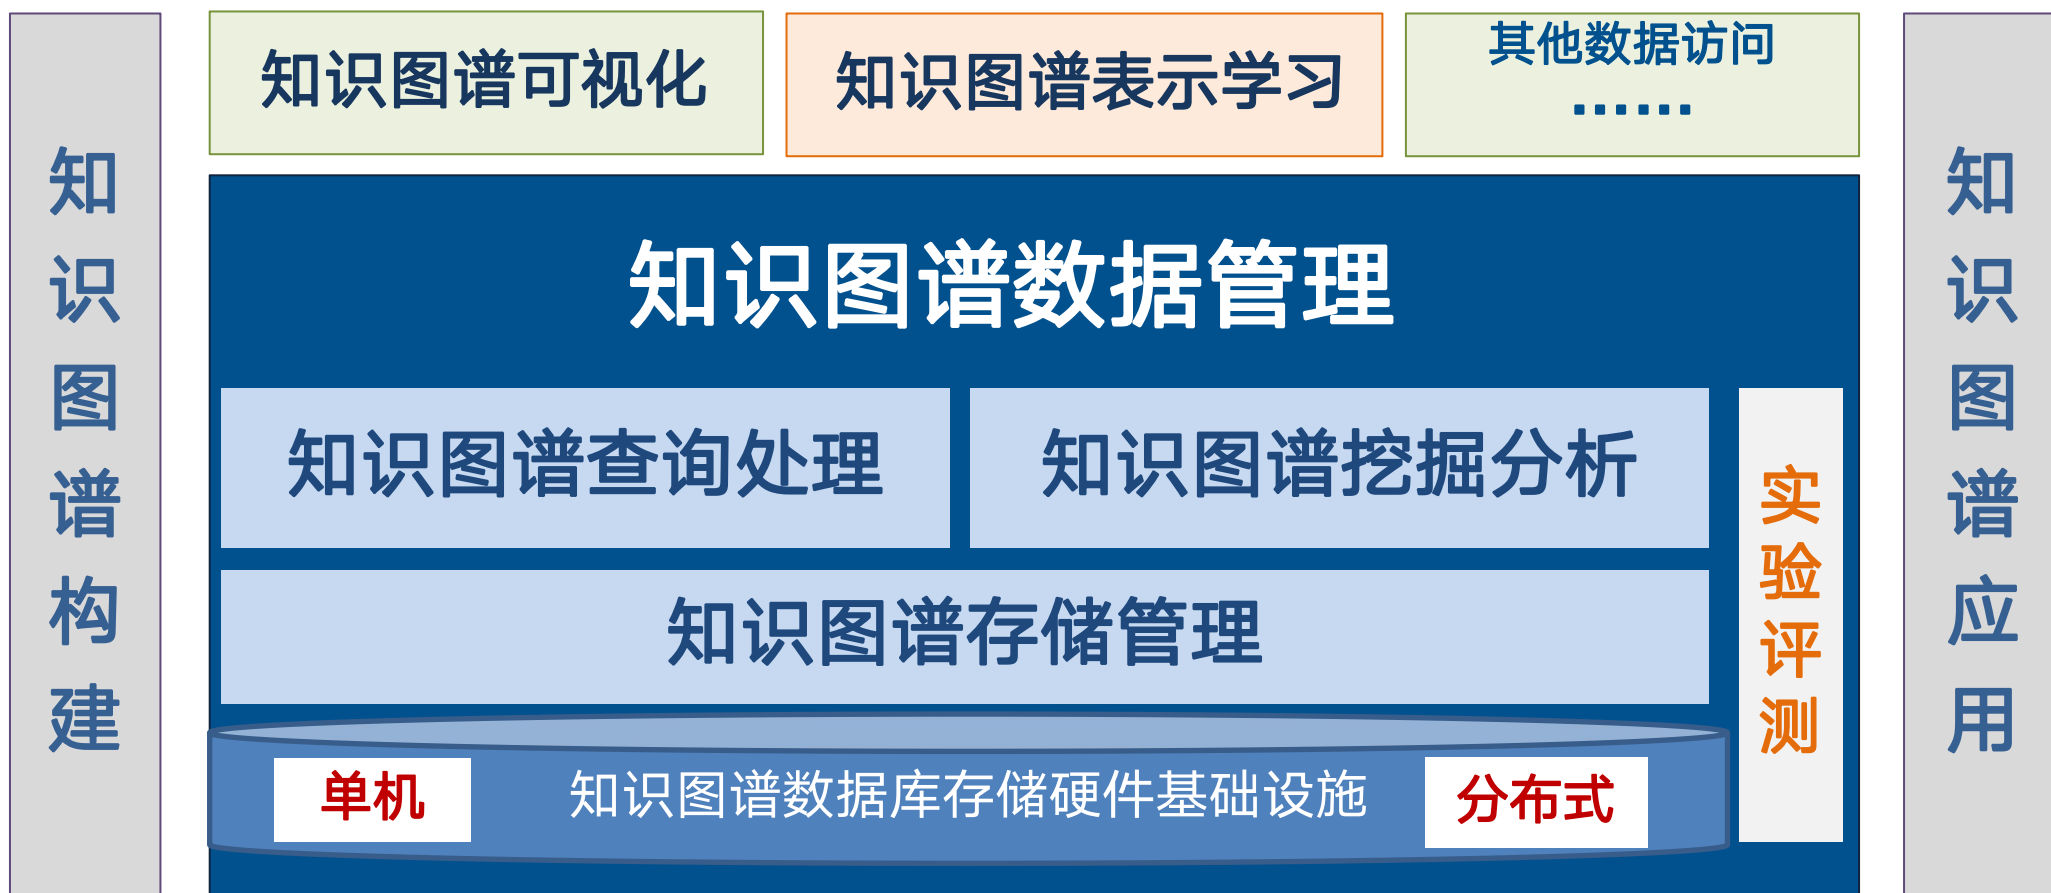 知识图谱构建
知识图谱可视化
知识图谱表示学习
其他数据访问
……
知识图谱数据管理
知识图谱查询处理
知识图谱挖掘分析
知识图谱存储管理
实验评测
单机
知识图谱数据库存储硬件基础设施
分布式
知识图谱应用